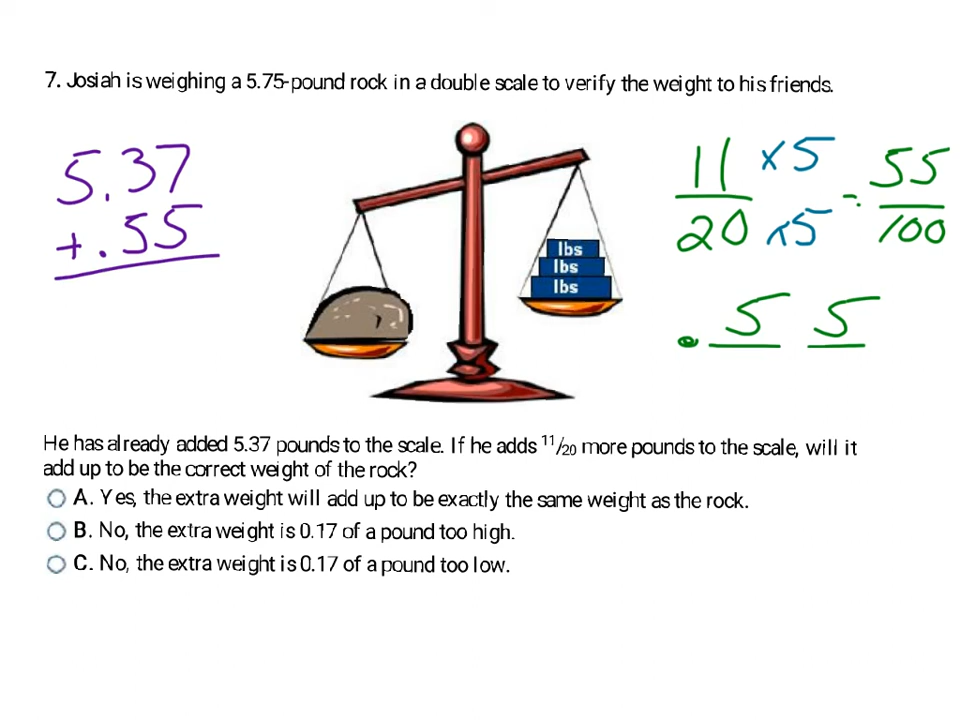 7. Josiah is weighing a 5.75-pound rock in a double scale to verify the weight to his friends.
5.37
+.55
lbs
lbs
lbs
11/20 x5/x5 = 55/100
.55
He has already added 5.37 pounds to the scale. If he adds 11/20 more pounds to the scale, will it
add up to be the correct weight of the rock?
A. Yes, the extra weight will add up to be exactly the same weight as the rock.
B. No, the extra weight is 0.17 of a pound too high.
C. No, the extra weight is 0.17 of a pound too low.